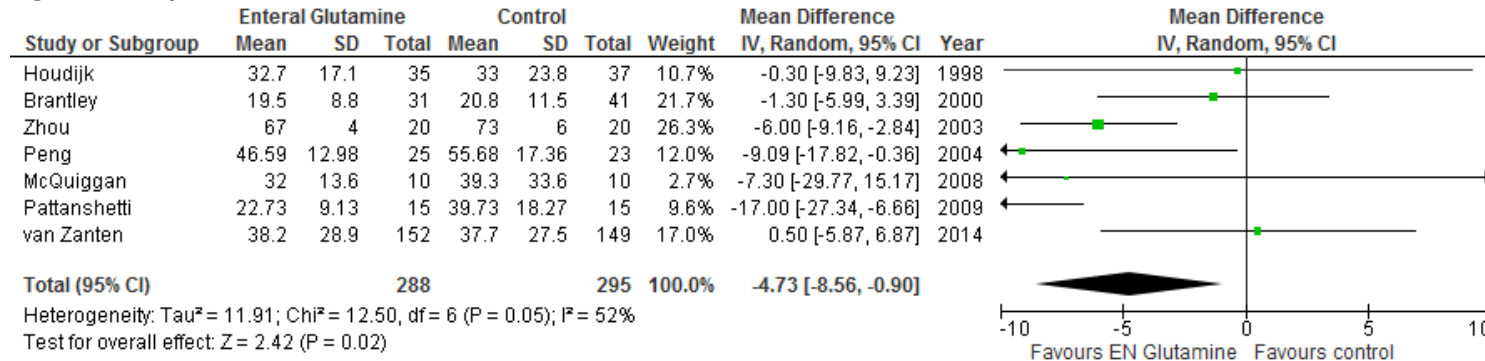 Enteral Glutamine Control Mean Difference Mean Difference
Study or Subgroup Mean SD Total Mean SD Total Weight IV, Random, 95% CI Year IV, Random, 95% CI
Houdijk 32.7 17.1 35 33 23.8 37 10.7% -0.30 [-9.83, 9.23] 1998
Brantley 19.5 8.8 31 20.8 11.5 41 21.7% -1.30 [-5.99, 3.39] 2000
Zhou 67 4 20 73 6 20 26.3% -6.00 [-9.16, -2.84] 2003
Peng 46.59 12.98 25 55.68 17.36 23 12.0% -9.09 [-17.82, -0.36] 2004
McQuiggan 32 13.6 10 39.3 33.6 10 2.7% -7.30 [-29.77, 15.17] 2008
Pattanshetti 22.73 9.13 15 39.73 18.27 15 9.6% -17.00 [-27.34, -6.66] 2009
van Zanten 38.2 28.9 152 37.7 27.5 149 17.0% 0.50 [-5.87, 6.87] 2014
Total (95% CI) 288 295 100.0% -4.73 [-8.56, -0.90]
Heterogeneity: Tau² = 11.91; Chi² = 12.50, df = 6 (P = 0.05); I² = 52%
Test for overall effect: Z = 2.42 (P = 0.02)
-10 -5 0 5 10
Favours EN Glutamine Favours control